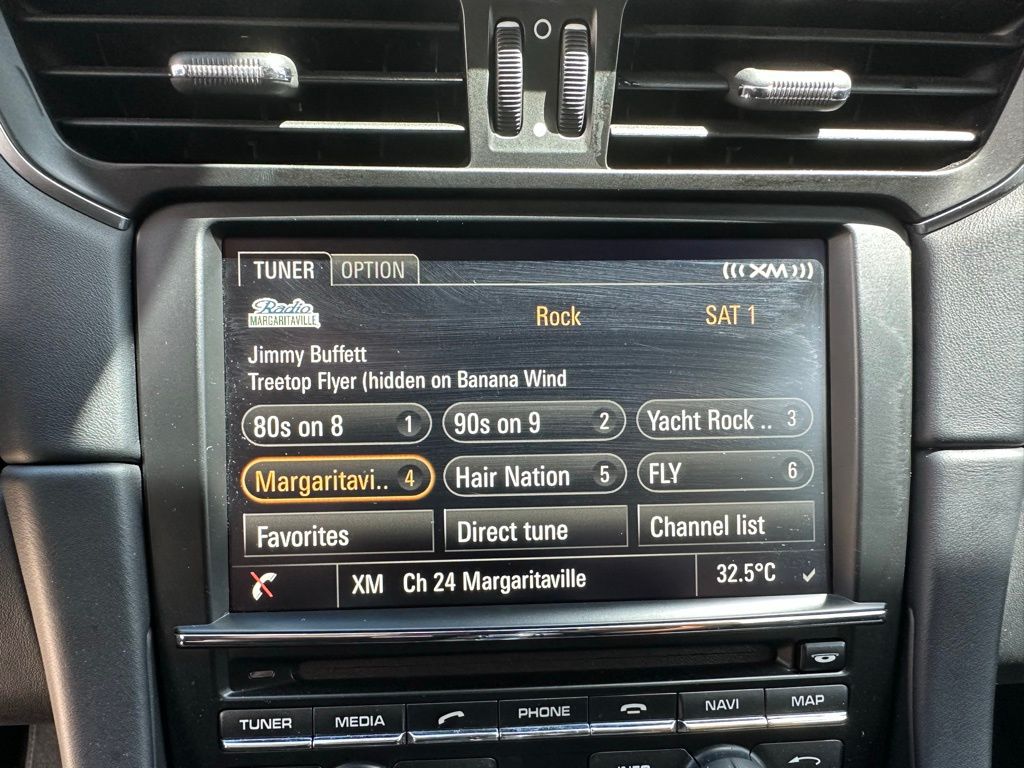 TUNER OPTION (((XM)))
Radio
MARGARITAVILLE
Rock SAT 1
Jimmy Buffett
Treetop Flyer (hidden on Banana Wind
80s on 8 1 90s on 9 2 Yacht Rock .. 3
Margaritavi.. 4 Hair Nation 5 FLY 6
Favorites Direct tune Channel list
XM Ch 24 Margaritaville 32.5°C
TUNER MEDIA PHONE NAVI MAP